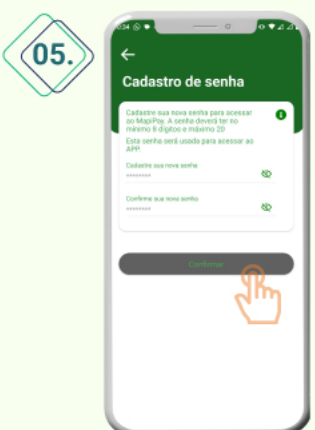 05.
Cadastro de senha
Cadastre sua nova senha para acessar
ao MapiPay. A senha deverá ter no
mínimo 8 dígitos e máximo 20
Esta senha será usada para acessar ao
APP.
Cadastre sua nova senha
********
Confirme sua nova senha
********
Confirmar